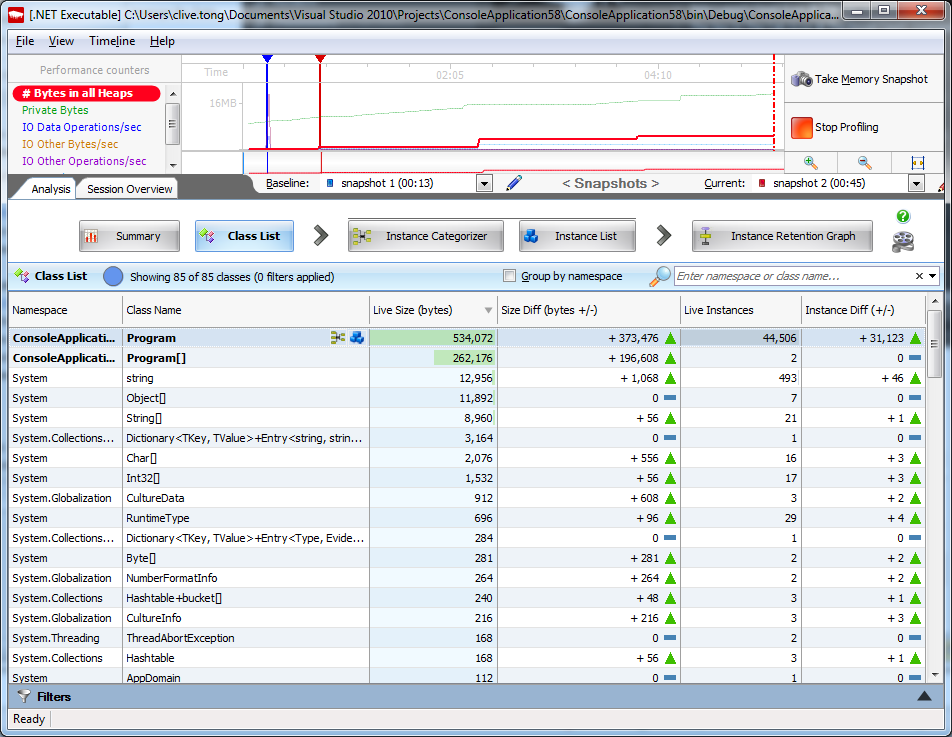 [.NET Executable] C:\Users\clive.tong\Documents\Visual Studio 2010\Projects\ConsoleApplication58\ConsoleApplication58\bin\Debug\ConsoleApplica...
File View Timeline Help
Performance counters
# Bytes in all Heaps
Private Bytes
IO Data Operations/sec
IO Other Bytes/sec
IO Other Operations/sec
Time 02:05 04:10
16MB
Take Memory Snapshot
Stop Profiling
Baseline: snapshot 1 (00:13) < Snapshots > Current: snapshot 2 (00:45)
Analysis Session Overview
Summary Class List Instance Categorizer Instance List Instance Retention Graph
Class List Showing 85 of 85 classes (0 filters applied) Group by namespace Enter namespace or class name...
Namespace Class Name Live Size (bytes) Size Diff (bytes +/-) Live Instances Instance Diff (+/-)
ConsoleApplicati... Program 534,072 + 373,476 44,506 + 31,123
ConsoleApplicati... Program[] 262,176 + 196,608 2 0
System string 12,956 + 1,068 493 + 46
System Object[] 11,892 0 7 0
System String[] 8,960 + 56 21 + 1
System.Collections... Dictionary<TKey, TValue>+Entry<string, strin... 3,164 0 1 0
System Char[] 2,076 + 556 16 + 3
System Int32[] 1,532 + 56 17 + 3
System.Globalization CultureData 912 + 608 3 + 2
System RuntimeType 696 + 96 29 + 4
System.Collections... Dictionary<TKey, TValue>+Entry<Type, Evide... 284 0 1 0
System Byte[] 281 + 281 2 + 2
System.Globalization NumberFormatInfo 264 + 264 2 + 2
System.Collections Hashtable+bucket[] 240 + 48 3 + 1
System.Globalization CultureInfo 216 + 216 3 + 3
System.Threading ThreadAbortException 168 0 2 0
System.Collections Hashtable 168 + 56 3 + 1
System AppDomain 112 0 1 0
Filters
Ready